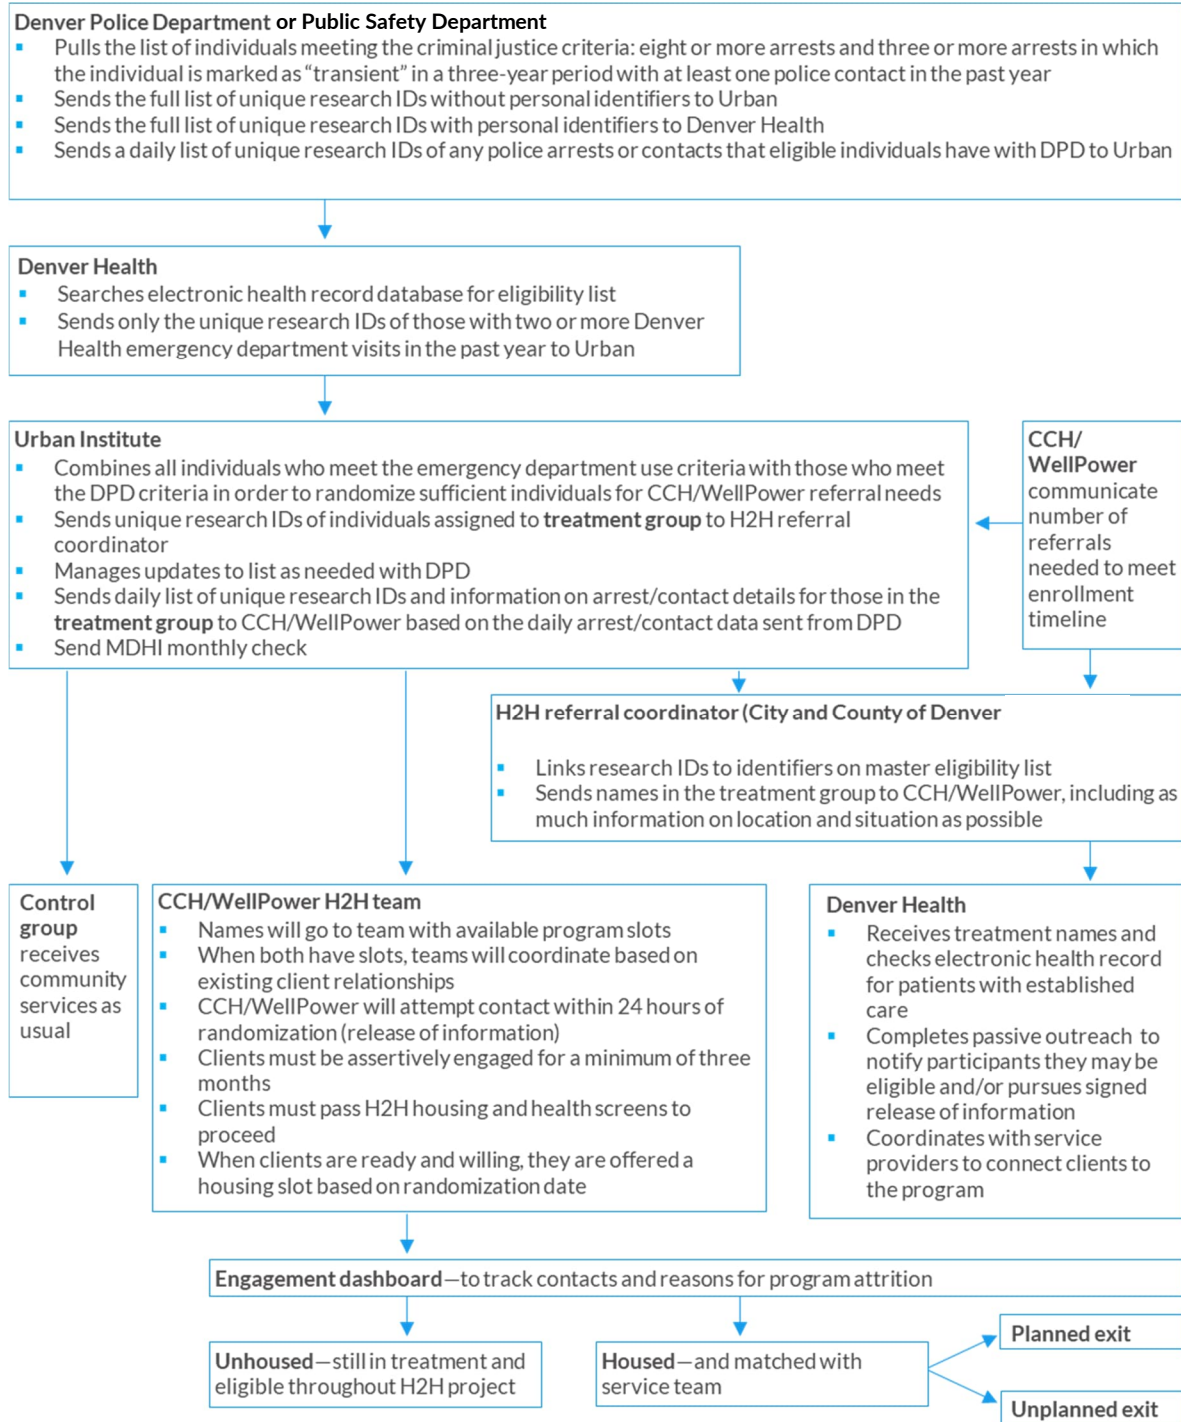 Denver Police Department or Public Safety Department
▪ Pulls the list of individuals meeting the criminal justice criteria: eight or more arrests and three or more arrests in which
the individual is marked as “transient” in a three-year period with at least one police contact in the past year
▪ Sends the full list of unique research IDs without personal identifiers to Urban
▪ Sends the full list of unique research IDs with personal identifiers to Denver Health
▪ Sends a daily list of unique research IDs of any police arrests or contacts that eligible individuals have with DPD to Urban
Denver Health
▪ Searches electronic health record database for eligibility list
▪ Sends only the unique research IDs of those with two or more Denver
Health emergency department visits in the past year to Urban
Urban Institute
▪ Combines all individuals who meet the emergency department use criteria with those who meet
the DPD criteria in order to randomize sufficient individuals for CCH/WellPower referral needs
▪ Sends unique research IDs of individuals assigned to treatment group to H2H referral
coordinator
▪ Manages updates to list as needed with DPD
▪ Sends daily list of unique research IDs and information on arrest/contact details for those in the
treatment group to CCH/WellPower based on the daily arrest/contact data sent from DPD
▪ Send MDHI monthly check
CCH/
WellPower
communicate
number of
referrals
needed to meet
enrollment
timeline
H2H referral coordinator (City and County of Denver
▪ Links research IDs to identifiers on master eligibility list
▪ Sends names in the treatment group to CCH/WellPower, including as
much information on location and situation as possible
Control
group
receives
community
services as
usual
CCH/WellPower H2H team
▪ Names will go to team with available program slots
▪ When both have slots, teams will coordinate based on
existing client relationships
▪ CCH/WellPower will attempt contact within 24 hours of
randomization (release of information)
▪ Clients must be assertively engaged for a minimum of three
months
▪ Clients must pass H2H housing and health screens to
proceed
▪ When clients are ready and willing, they are offered a
housing slot based on randomization date
Denver Health
▪ Receives treatment names and
checks electronic health record
for patients with established
care
▪ Completes passive outreach to
notify participants they may be
eligible and/or pursues signed
release of information
▪ Coordinates with service
providers to connect clients to
the program
Engagement dashboard—to track contacts and reasons for program attrition
Unhoused—still in treatment and
eligible throughout H2H project
Housed—and matched with
service team
Planned exit
Unplanned exit